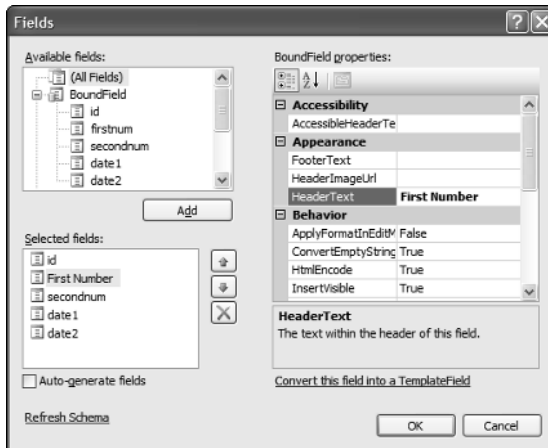 Fields
Available fields:
(All Fields)
BoundField
id
firstnum
secondnum
date1
date2
Add
Selected fields:
id
First Number
secondnum
date1
date2
Auto-generate fields
Refresh Schema
BoundField properties:
Accessibility
AccessibleHeaderTe
Appearance
FooterText
HeaderImageUrl
HeaderText First Number
Behavior
ApplyFormatInEditM False
ConvertEmptyString True
HtmlEncode True
InsertVisible True
HeaderText
The text within the header of this field.
Convert this field into a TemplateField
OK Cancel